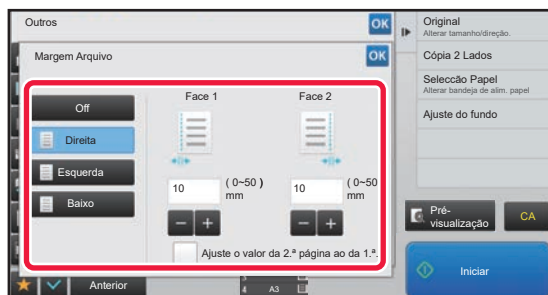 Outros
OK
Margem Arquivo
OK
Off
Direita
Esquerda
Baixo
Face 1
Face 2
10
( 0~50 )
mm
10
( 0~50
mm
Ajuste o valor da 2.ª página ao da 1.ª.
Anterior
A3
Original
Alterar tamanho/direção.
Cópia 2 Lados
Seleccão Papel
Alterar bandeja de alim. papel
Ajuste do fundo
Pré-
visualização
CA
Iniciar